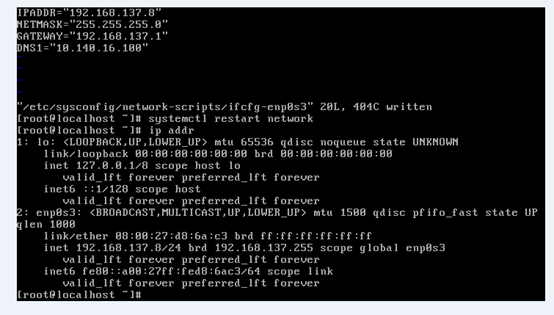 IPADDR="192.168.137.8"
NETMASK="255.255.255.0"
GATEWAY="192.168.137.1"
DNS1="10.140.16.100"
~
~
~
~
"/etc/sysconfig/network-scripts/ifcfg-enp0s3" 20L, 404C written
[root@localhost ~]# systemctl restart network
[root@localhost ~]# ip addr
1: lo: <LOOPBACK,UP,LOWER_UP> mtu 65536 qdisc noqueue state UNKNOWN
link/loopback 00:00:00:00:00:00 brd 00:00:00:00:00:00
inet 127.0.0.1/8 scope host lo
valid_lft forever preferred_lft forever
inet6 ::1/128 scope host
valid_lft forever preferred_lft forever
2: enp0s3: <BROADCAST,MULTICAST,UP,LOWER_UP> mtu 1500 qdisc pfifo_fast state UP
qlen 1000
link/ether 08:00:27:d8:6a:c3 brd ff:ff:ff:ff:ff:ff
inet 192.168.137.8/24 brd 192.168.137.255 scope global enp0s3
valid_lft forever preferred_lft forever
inet6 fe80::a00:27ff:fed8:6ac3/64 scope link
valid_lft forever preferred_lft forever
[root@localhost ~]#